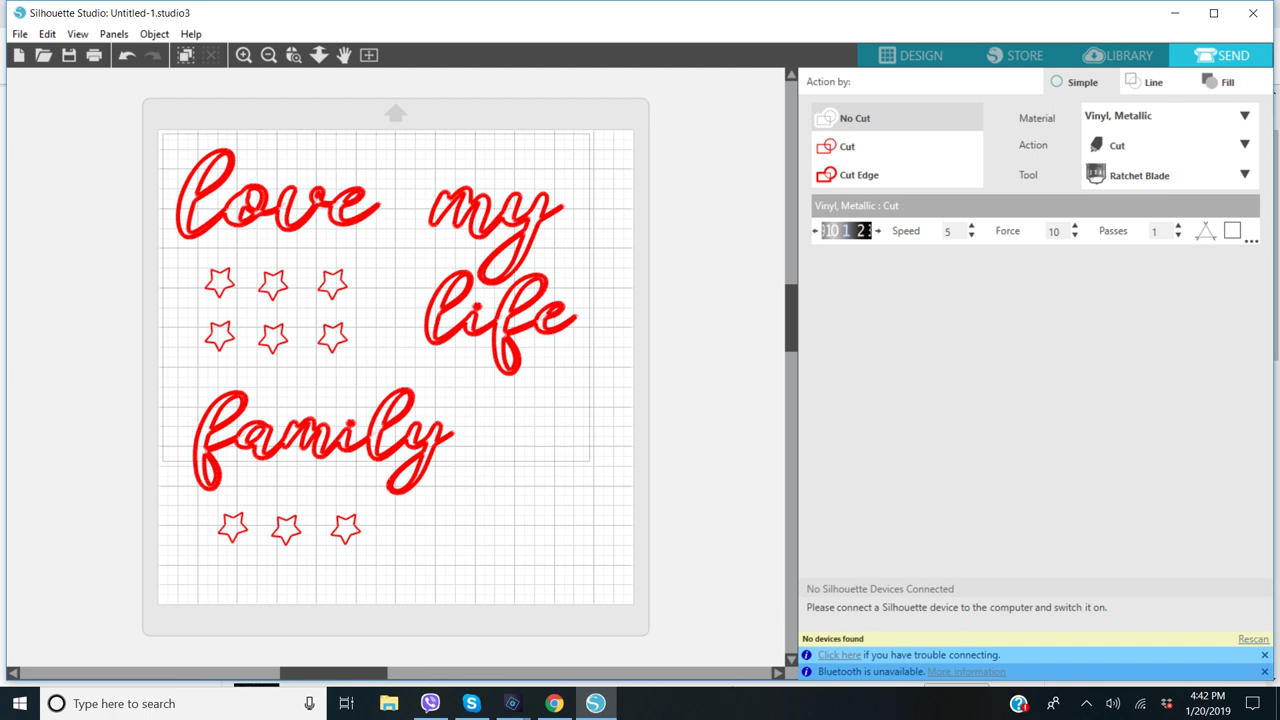 Silhouette Studio: Untitled-1.studio3
File Edit View Panels Object Help
DESIGN STORE LIBRARY SEND
Action by: Simple Line Fill
No Cut Material Vinyl, Metallic
Cut Action Cut
Cut Edge Tool Ratchet Blade
Vinyl, Metallic : Cut
10 1 2 Speed 5 Force 10 Passes 1
love my
life
family
No Silhouette Devices Connected
Please connect a Silhouette device to the computer and switch it on.
No devices found Rescan
Click here if you have trouble connecting.
Bluetooth is unavailable. More information
Type here to search
4:42 PM
1/20/2019